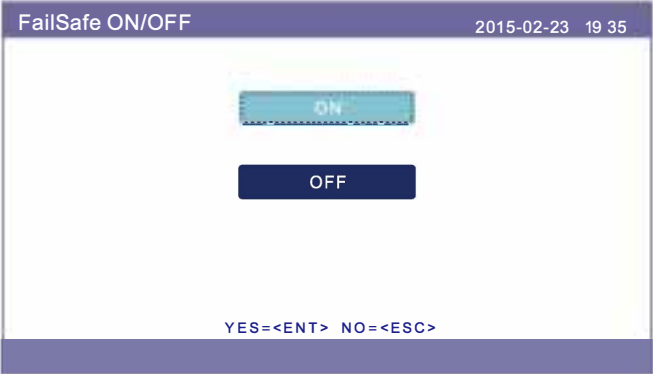 FailSafe ON/OFF 2015-02-23 19 35
ON
OFF
YES=<ENT> NO=<ESC>